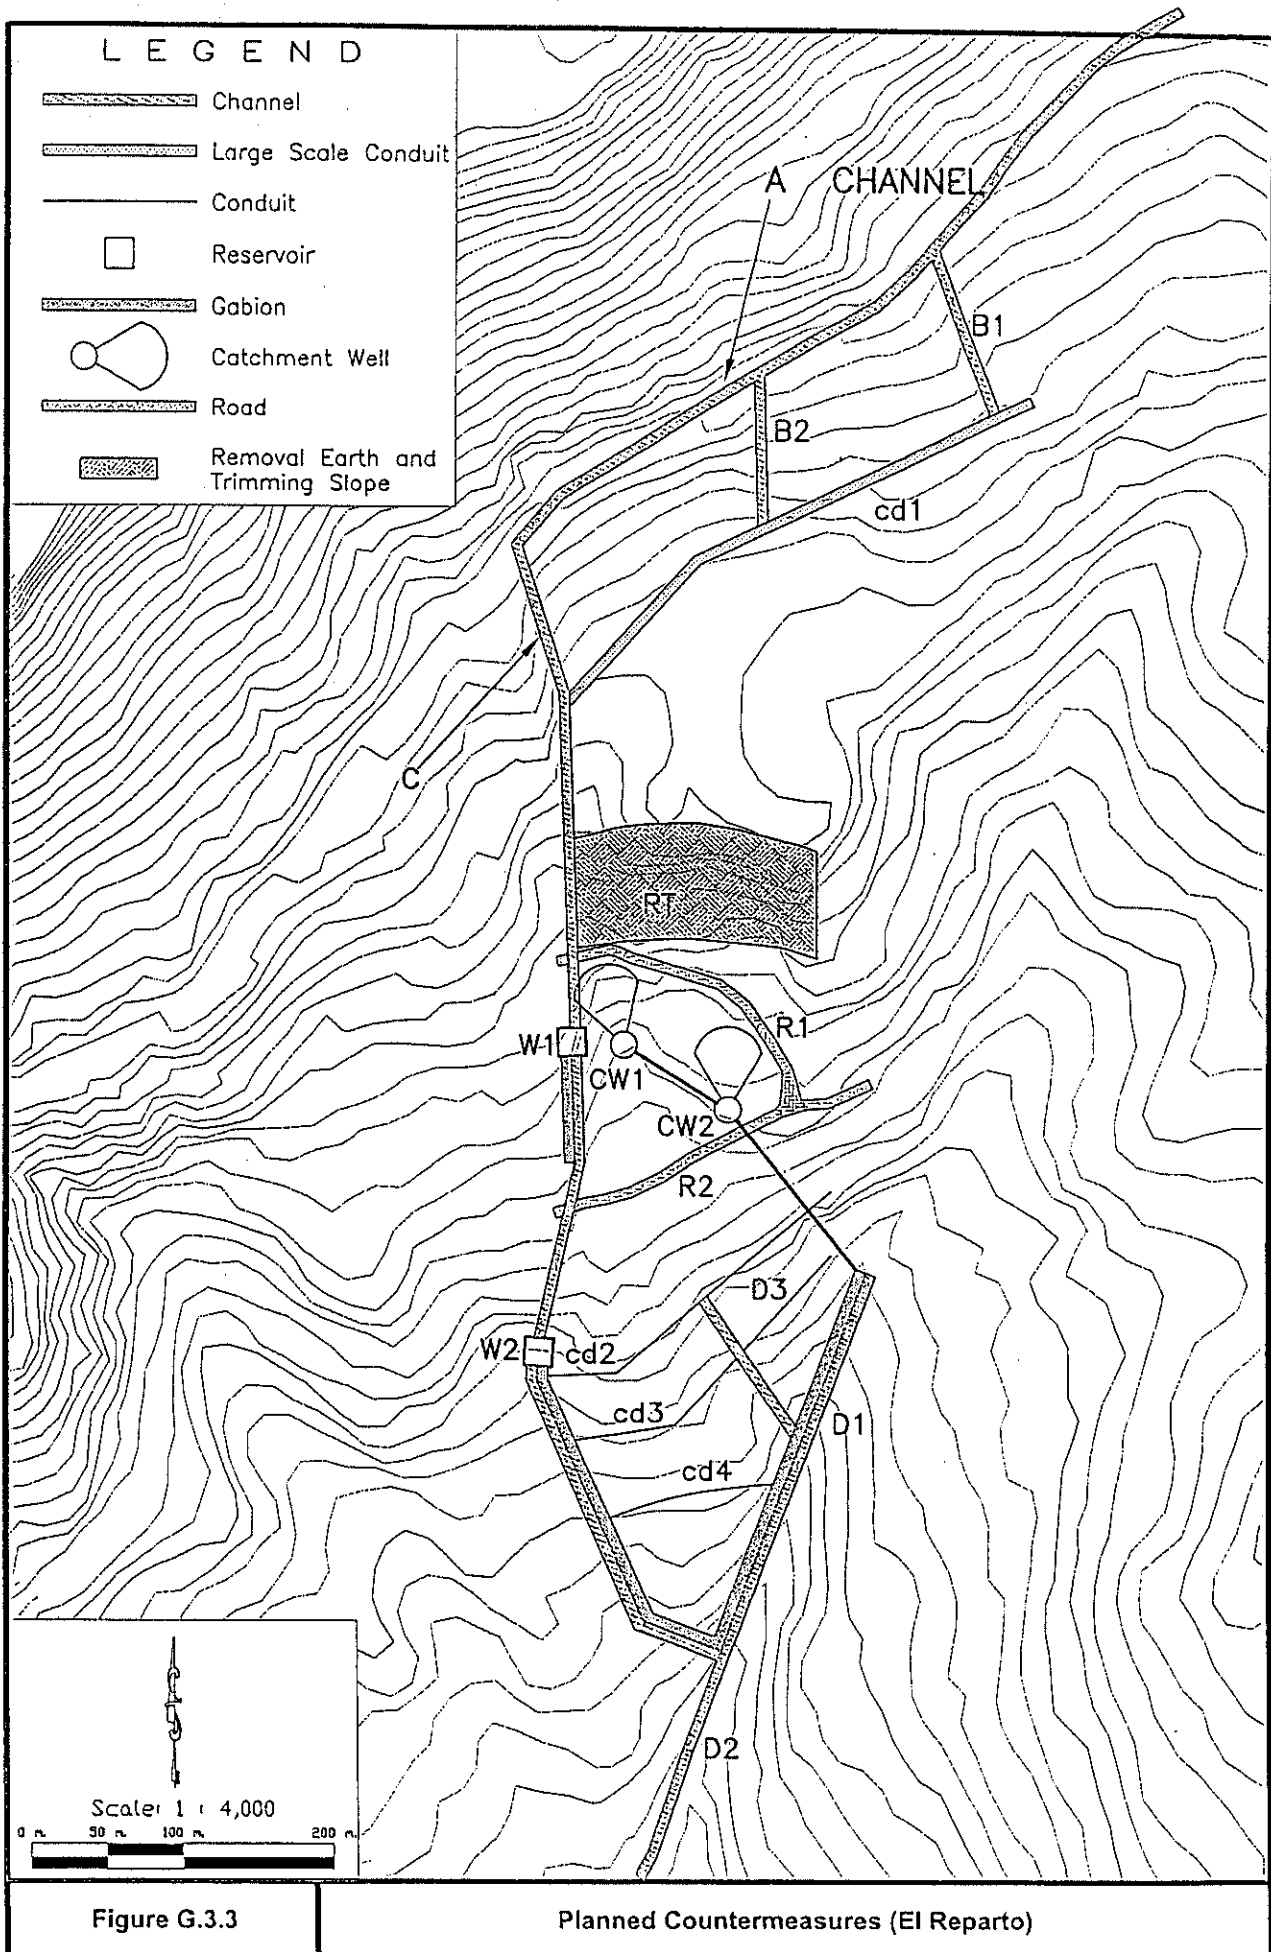 L E G E N D
Channel
Large Scale Conduit
Conduit
Reservoir
Gabion
Catchment Well
Road
Removal Earth and
Trimming Slope
A CHANNEL
B1
B2
cd1
C
RT
R1
W1
CW1
CW2
R2
D3
W2
cd2
cd3
D1
cd4
D2
Scale: 1 : 4,000
0 m. 50 m. 100 m. 200 m.
Figure G.3.3
Planned Countermeasures (El Reparto)